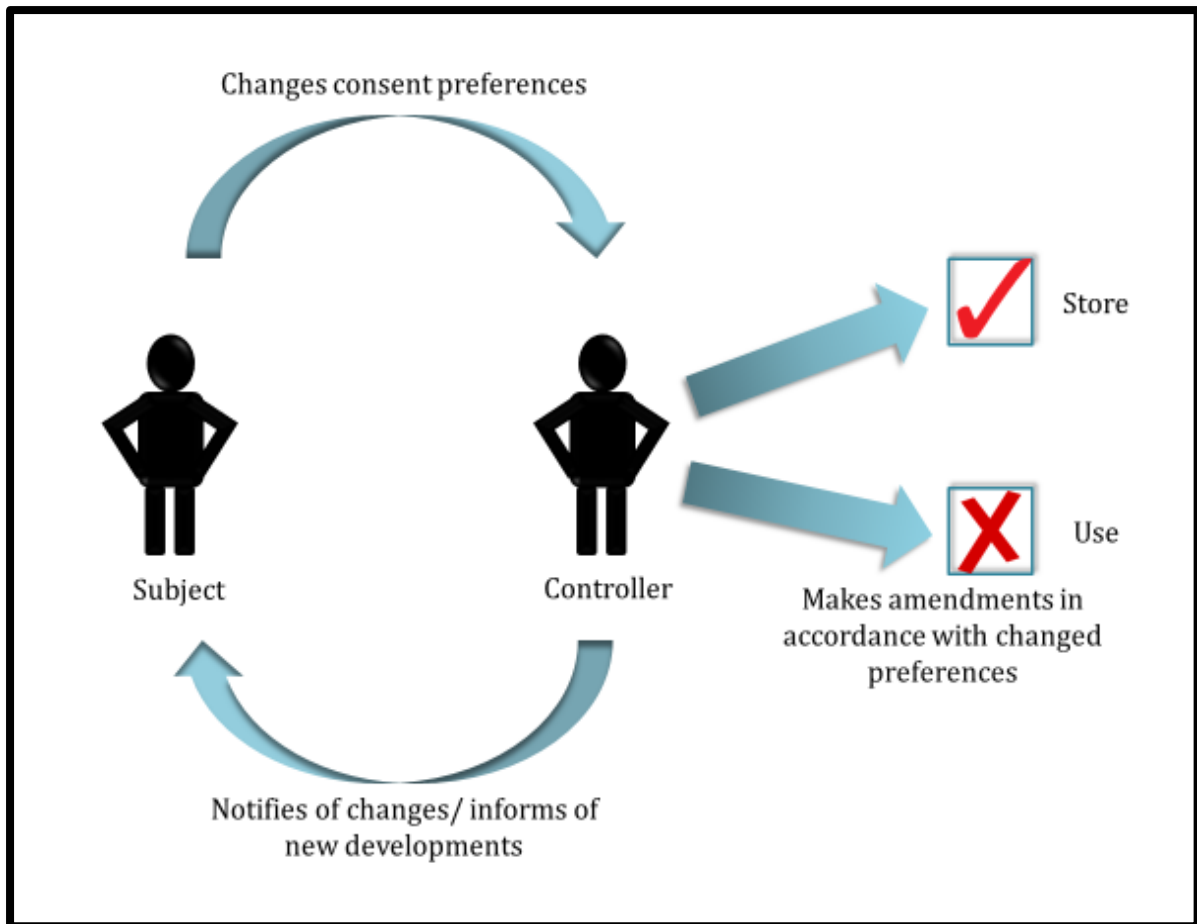 Changes consent preferences
Store
Use
Subject
Controller
Makes amendments in
accordance with changed
preferences
Notifies of changes/ informs of
new developments